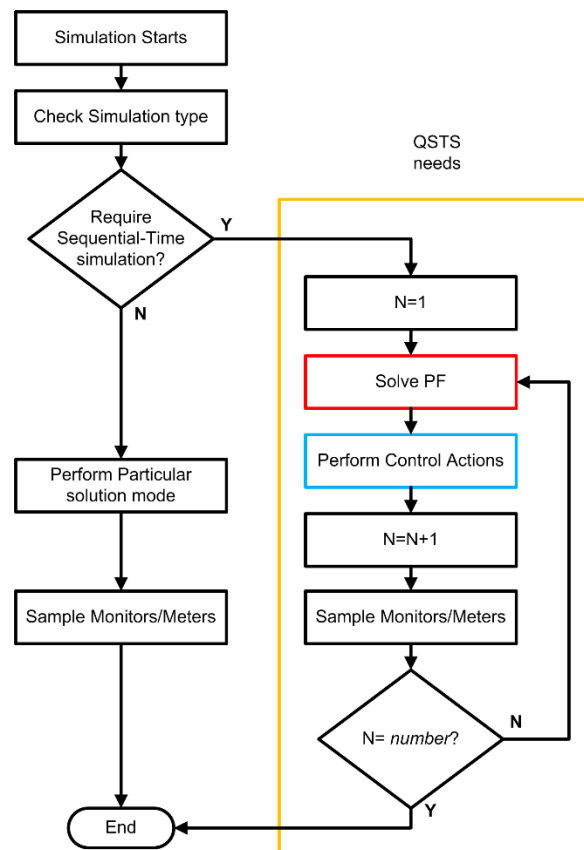 Simulation Starts
Check Simulation type
QSTS
needs
Require
Sequential-Time
simulation?
Y
N
N=1
Solve PF
Perform Control Actions
Perform Particular
solution mode
N=N+1
Sample Monitors/Meters
Sample Monitors/Meters
N= number?
N
Y
End